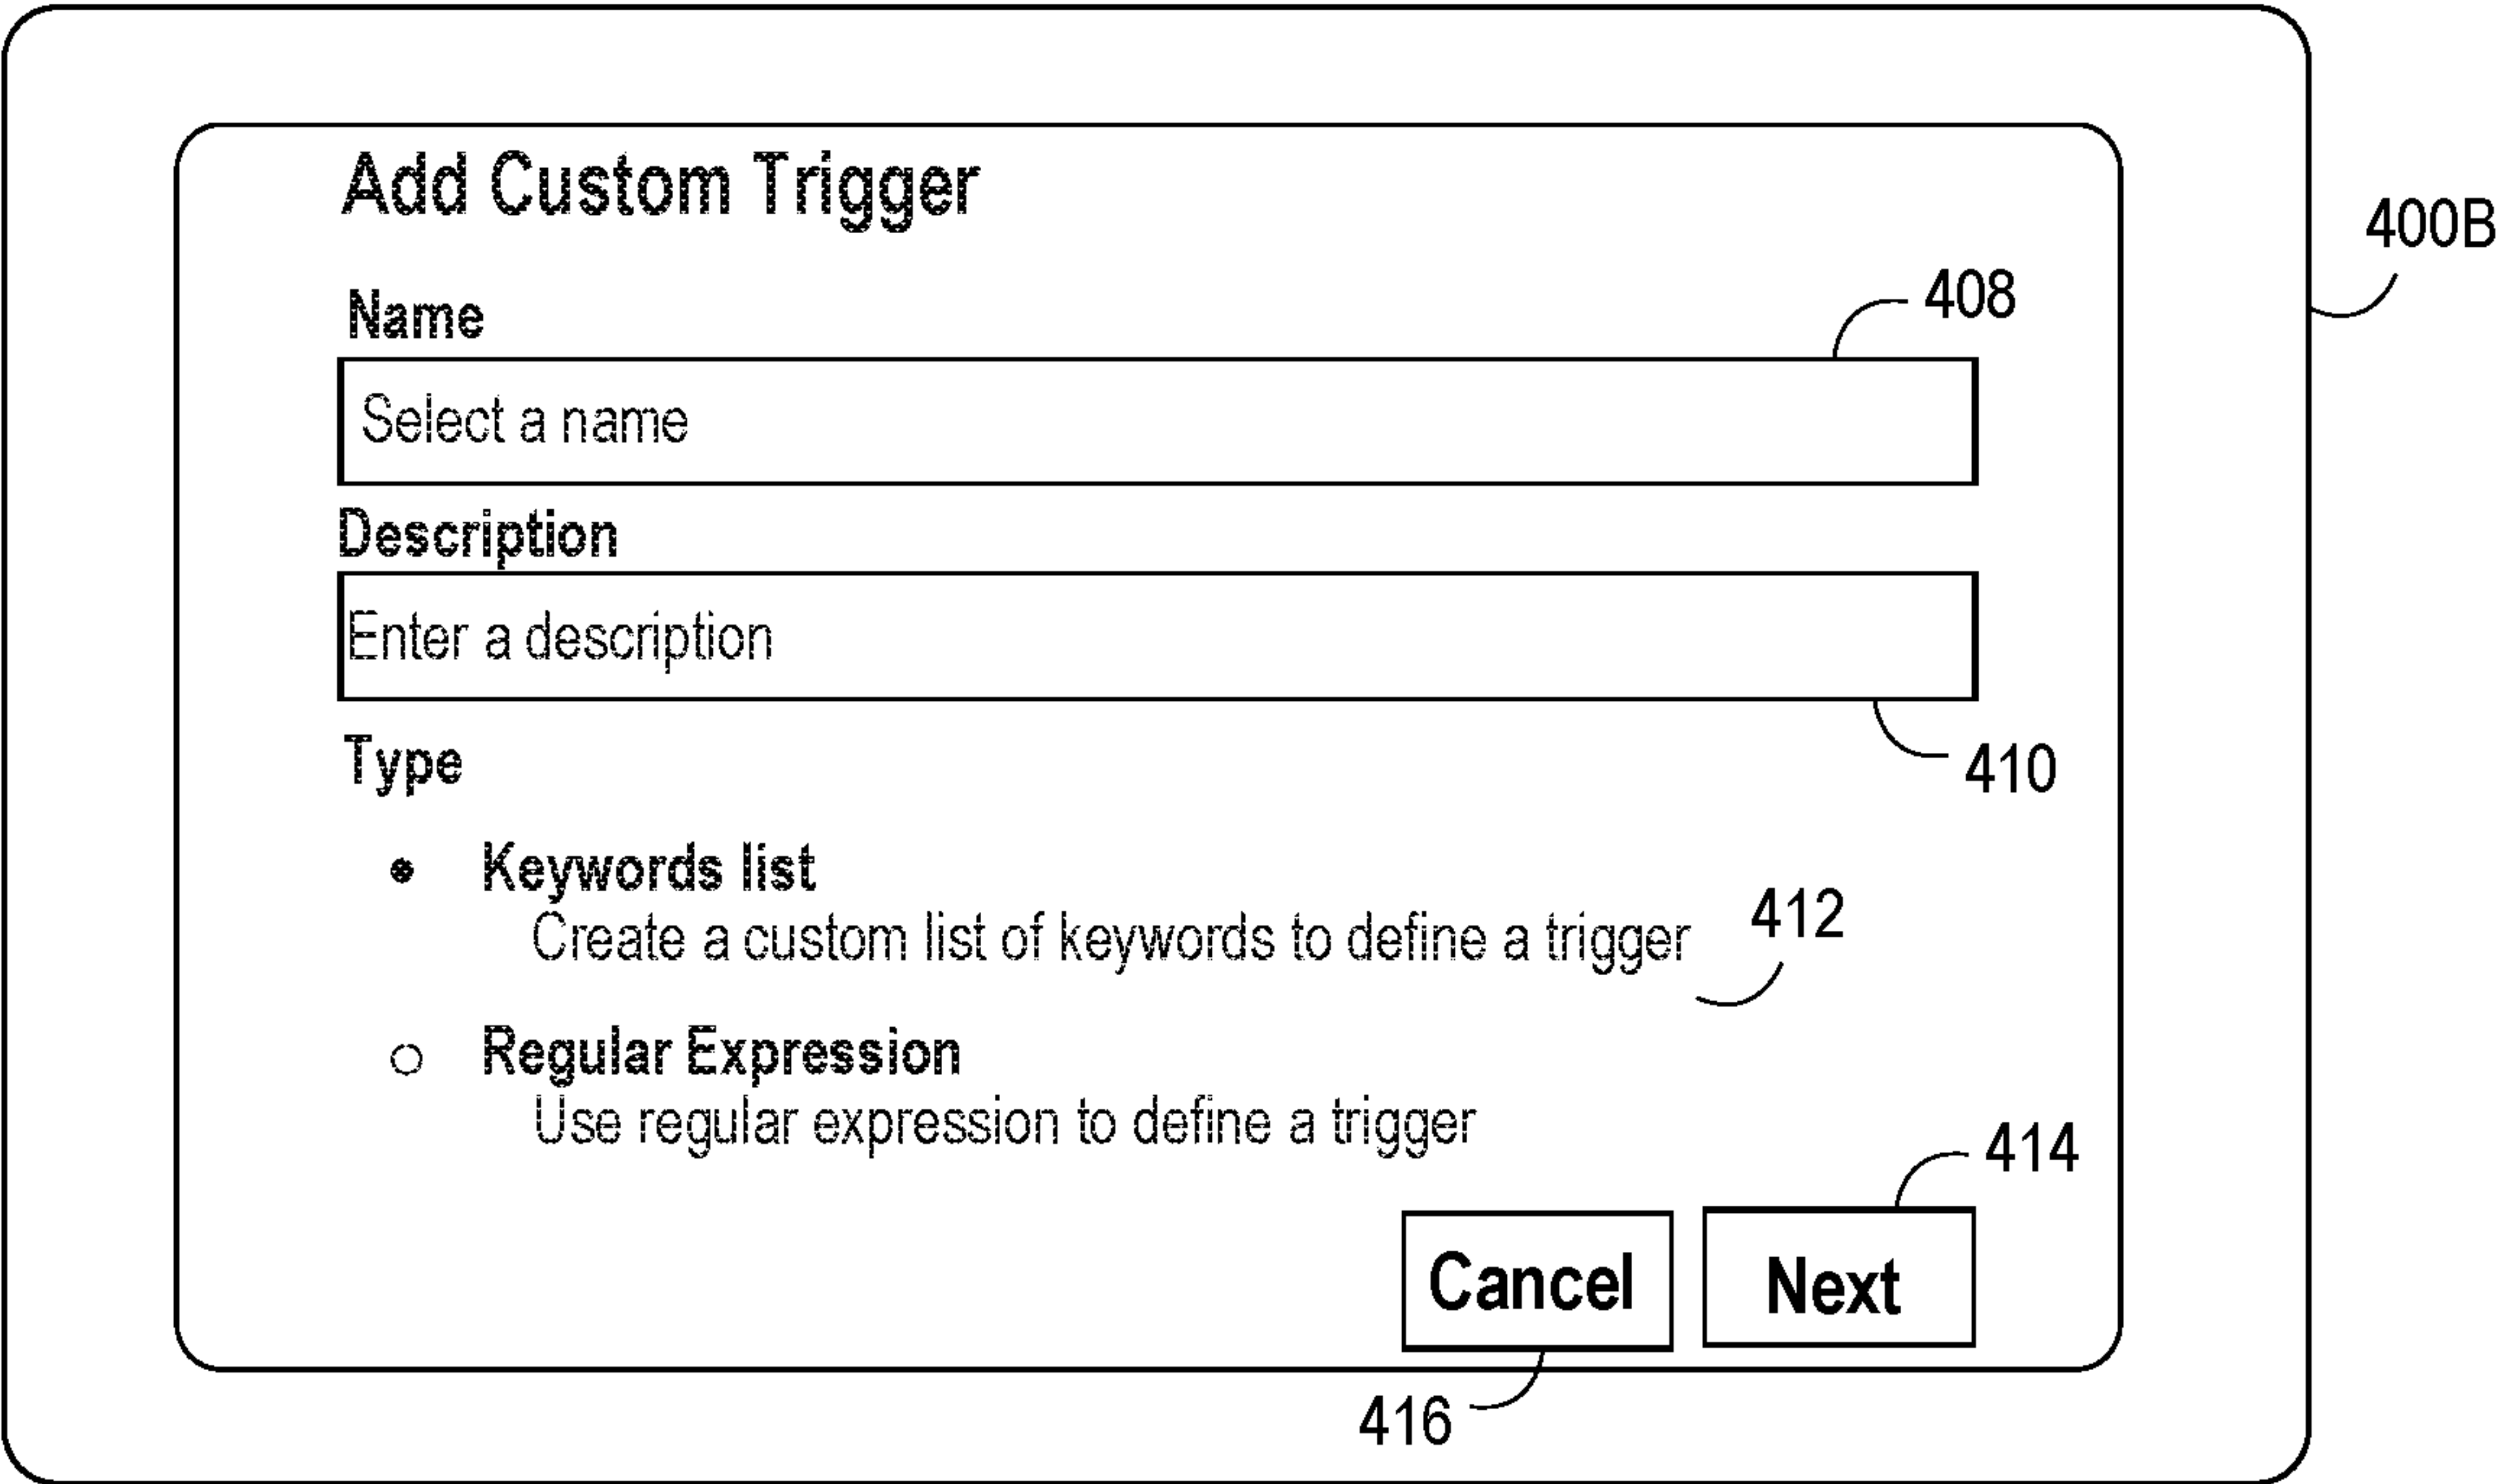 Add Custom Trigger
400B
Name
408
Select a name
Description
Enter a description
410
Type
Keywords list
Create a custom list of keywords to define a trigger
412
Regular Expression
Use regular expression to define a trigger
414
Cancel
Next
416